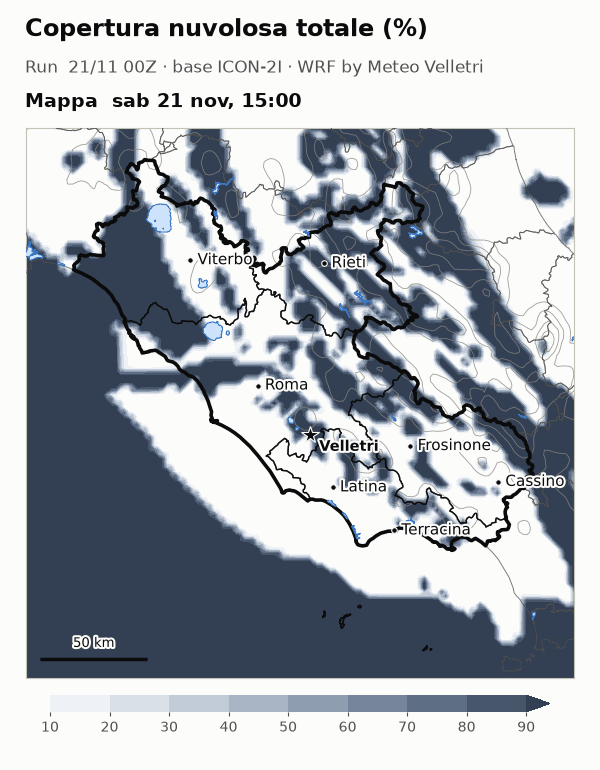 Copertura nuvolosa totale (%)
Run  21/11 00Z · base ICON-2I · WRF by Meteo Velletri
Mappa  sab 21 nov, 15:00
Viterbo
Rieti
Roma
Velletri
Frosinone
Latina
Cassino
Terracina
50 km
10 20 30 40 50 60 70 80 90